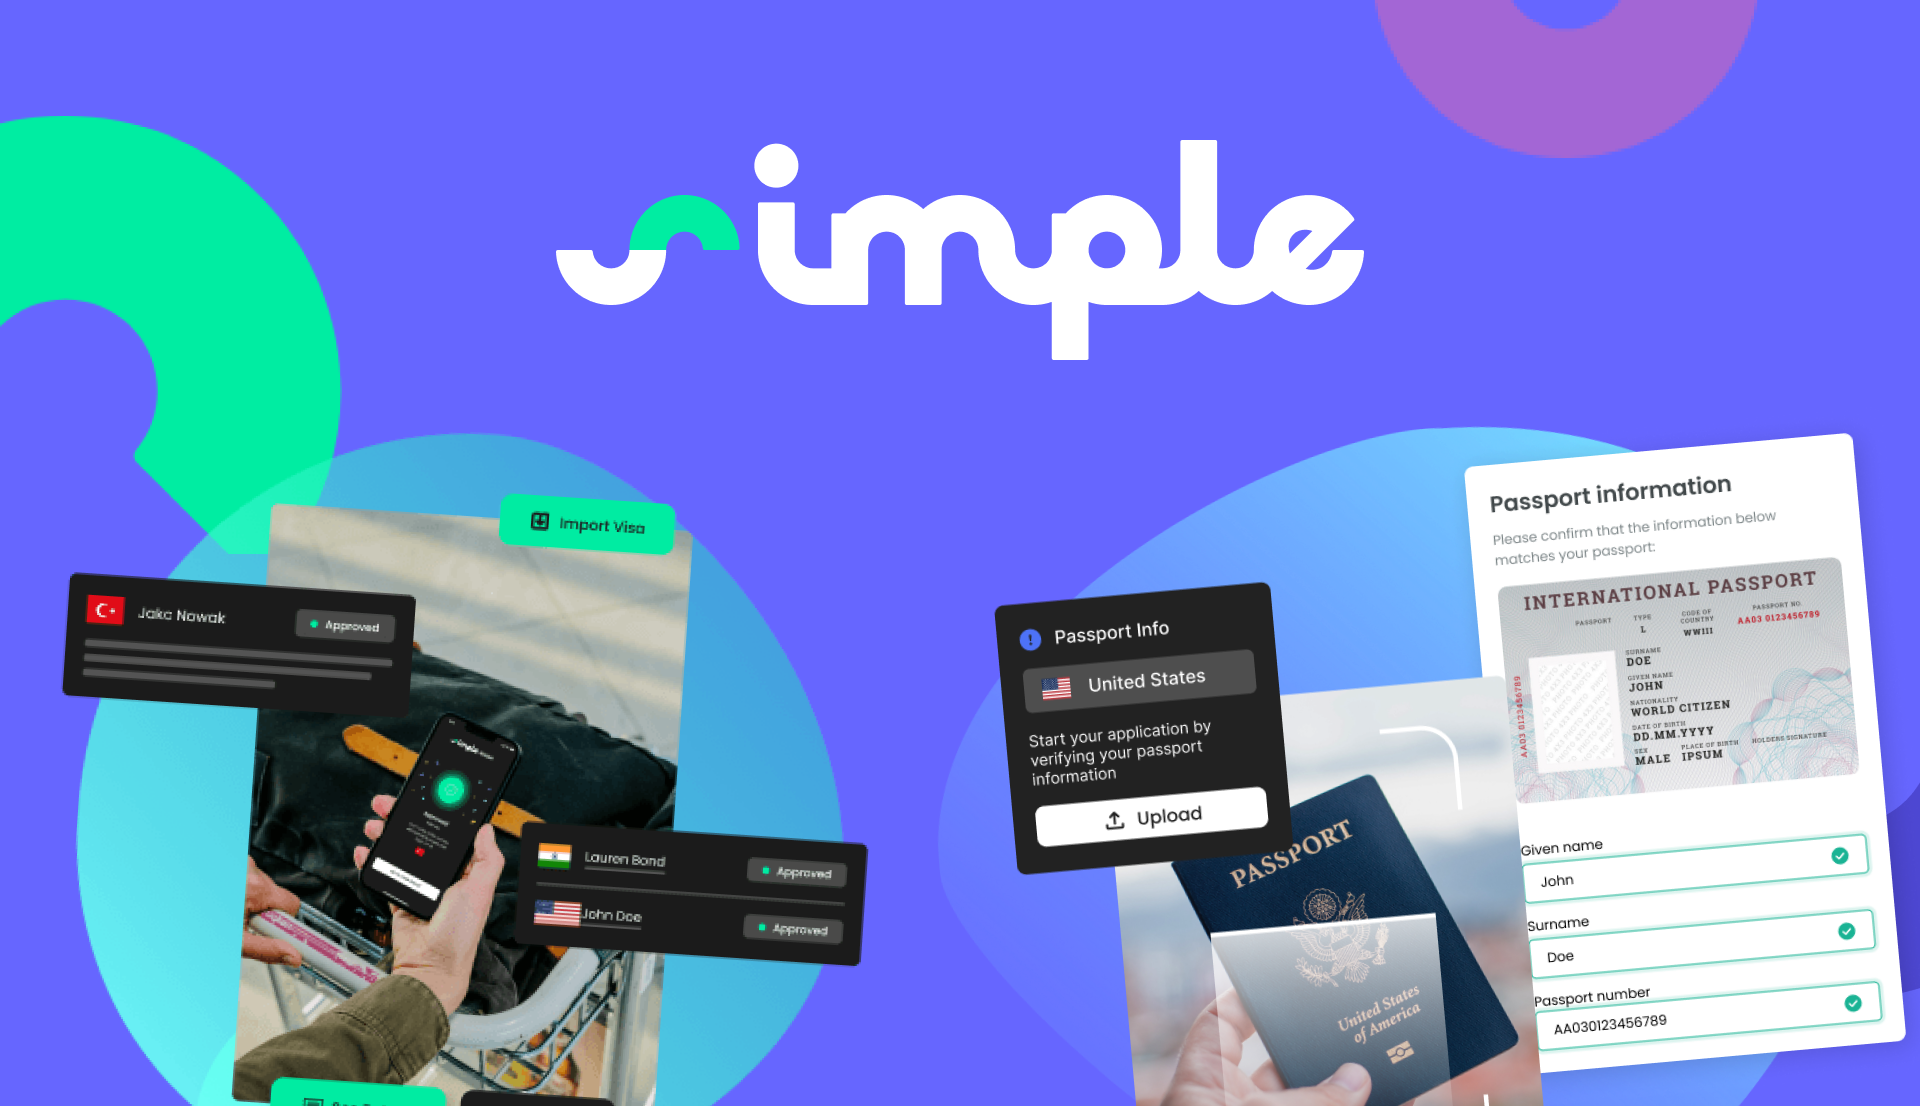 simple
Import Visa
Jaka Nowak
Approved
simple
Lauren Bond
Approved
John Doe
Approved
Passport Info
United States
Start your application by
verifying your passport
information
Upload
PASSPORT
United States
of America
Passport information
Please confirm that the information below
matches your passport:
INTERNATIONAL PASSPORT
PASSPORT
TYPE
L
CODE OF
COUNTRY
WWIII
PASSPORT NO.
AA03 0123456789
SURNAME
DOE
GIVEN NAME
JOHN
NATIONALITY
WORLD CITIZEN
DATE OF BIRTH
DD.MM.YYYY
SEX
MALE
PLACE OF BIRTH
IPSUM
HOLDERS SIGNATURE
AA03 0123456789
Given name
John
Surname
Doe
Passport number
AA030123456789